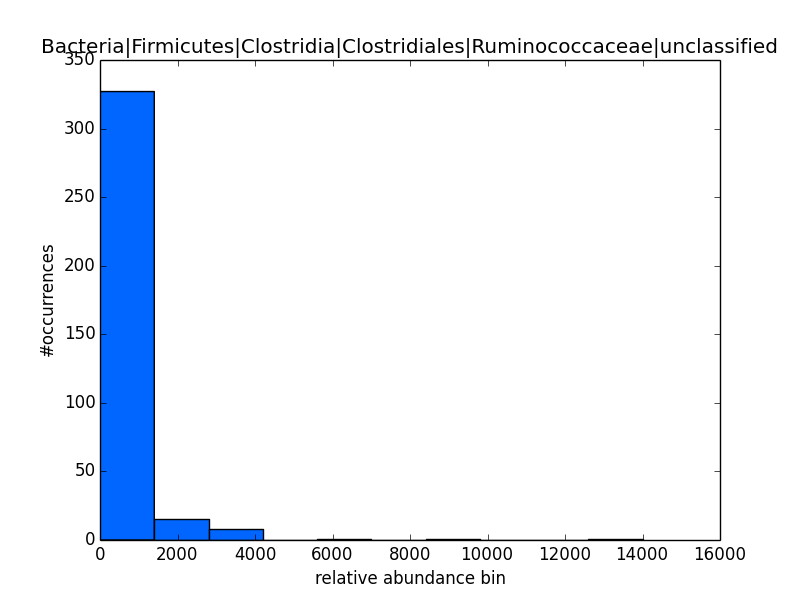 Bacteria|Firmicutes|Clostridia|Clostridiales|Ruminococcaceae|unclassified
350
300
250
200
150
100
50
0
#occurrences
0 2000 4000 6000 8000 10000 12000 14000 16000
relative abundance bin